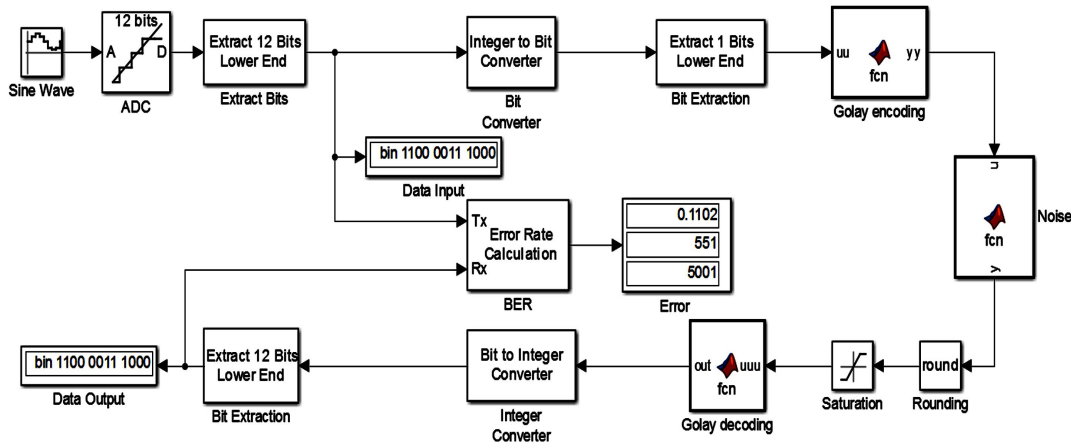 12 bits
A
D
Sine Wave
ADC
Extract 12 Bits
Lower End
Extract Bits
Integer to Bit
Converter
Bit
Converter
Extract 1 Bits
Lower End
Bit Extraction
uu
yy
fcn
Golay encoding
bin 1100 0011 1000
Data Input
u
fcn
y
Noise
Tx
Rx
Error Rate
Calculation
BER
0.1102
551
5001
Error
bin 1100 0011 1000
Data Output
Extract 12 Bits
Lower End
Bit Extraction
Bit to Integer
Converter
Integer
Converter
out
uuu
fcn
Golay decoding
Saturation
round
Rounding